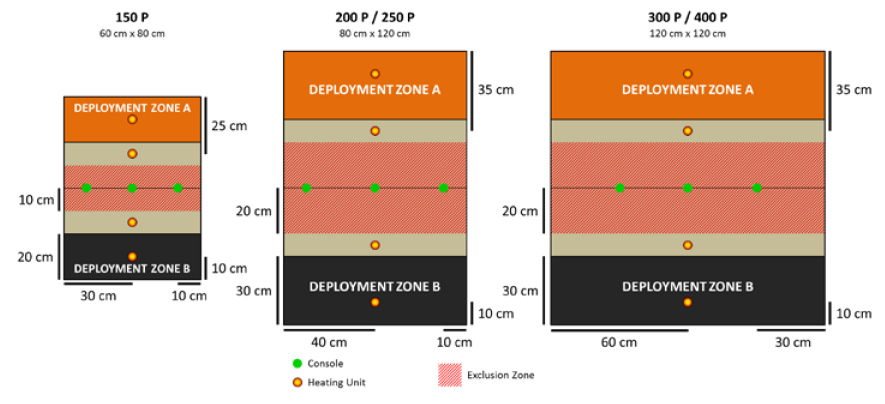 150 P
60 cm x 80 cm
DEPLOYMENT ZONE A
25 cm
10 cm
20 cm
DEPLOYMENT ZONE B
10 cm
30 cm
10 cm
200 P / 250 P
80 cm x 120 cm
DEPLOYMENT ZONE A
35 cm
20 cm
30 cm
DEPLOYMENT ZONE B
10 cm
40 cm
10 cm
300 P / 400 P
120 cm x 120 cm
DEPLOYMENT ZONE A
35 cm
20 cm
30 cm
DEPLOYMENT ZONE B
10 cm
60 cm
30 cm
Console
Heating Unit
Exclusion Zone